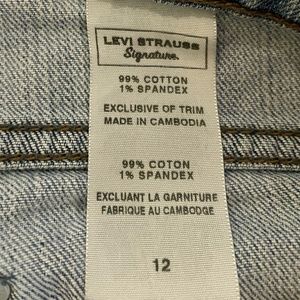 LEVI STRAUSS
Signature.
99% COTTON
1% SPANDEX
EXCLUSIVE OF TRIM
MADE IN CAMBODIA
99% COTTON
1% SPANDEX
EXCLUANT LA GARNITURE
FABRIQUE AU CAMBODGE
12